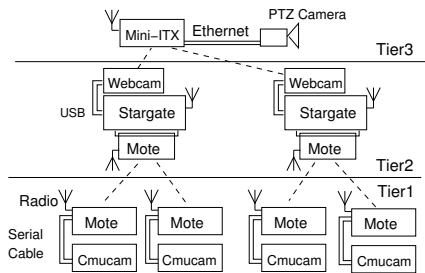 PTZ Camera
Mini-ITX
Ethernet
Tier3
Webcam
Webcam
USB
Stargate
Stargate
Mote
Mote
Tier2
Tier1
Radio
Mote
Mote
Mote
Mote
Serial
Cable
Cmucam
Cmucam
Cmucam
Cmucam